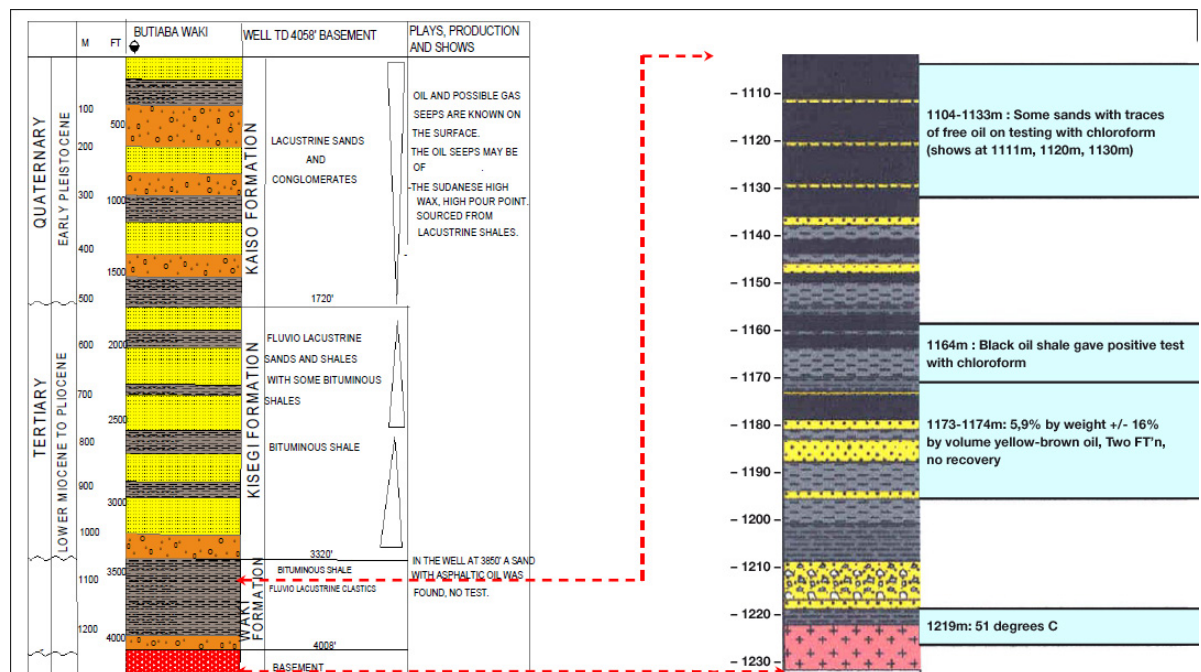 BUTIABA WAKI
WELL TD 4058' BASEMENT
PLAYS, PRODUCTION
AND SHOWS
M
FT
QUATERNARY
EARLY PLEISTOCENE
TERTIARY
LOWER MIOCENE TO PLIOCENE
100
500
200
300
1000
400
1500
500
600
2000
700
2500
800
900
3000
1000
3500
1100
1200
4000
KAISO FORMATION
LACUSTRINE SANDS
AND
CONGLOMERATES
1720'
KISEGI FORMATION
FLUVIO LACUSTRINE
SANDS AND SHALES
WITH SOME BITUMINOUS
SHALES
BITUMINOUS SHALE
3320'
WAKI
FORMATION
BITUMINOUS SHALE
FLUVIO LACUSTRINE CLASTICS
4008'
BASEMENT
OIL AND POSSIBLE GAS
SEEPS ARE KNOWN ON
THE SURFACE.
THE OIL SEEPS MAY BE
OF .
-THE SUDANESE HIGH
WAX, HIGH POUR POINT.
SOURCED FROM
LACUSTRINE SHALES.
IN THE WELL AT 3850' A SAND
WITH ASPHALTIC OIL WAS
FOUND, NO TEST.
– 1110
– 1120
– 1130
– 1140
– 1150
– 1160
– 1170
– 1180
– 1190
– 1200
– 1210
– 1220
– 1230
1104-1133m : Some sands with traces
of free oil on testing with chloroform
(shows at 1111m, 1120m, 1130m)
1164m : Black oil shale gave positive test
with chloroform
1173-1174m: 5,9% by weight +/- 16%
by volume yellow-brown oil, Two FT'n,
no recovery
1219m: 51 degrees C